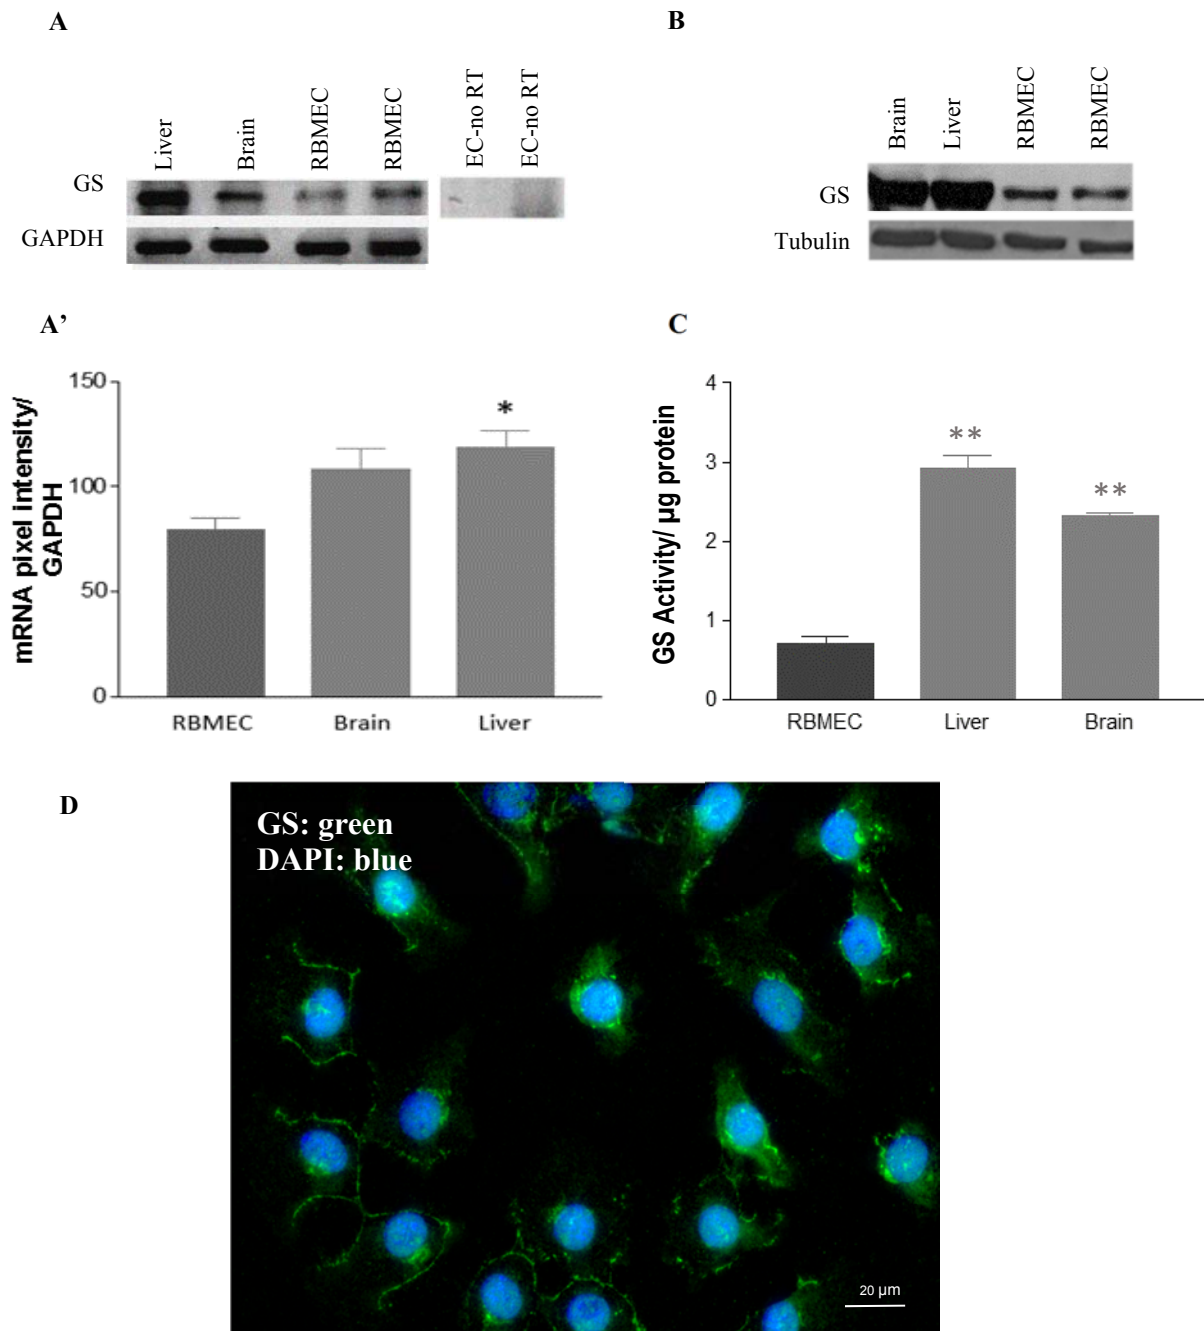 A
Liver
Brain
RBMEC
RBMEC
EC-no RT
EC-no RT
GS
GAPDH
B
Brain
Liver
RBMEC
RBMEC
GS
Tubulin
A’
mRNA pixel intensity/
GAPDH
150
100
50
0
*
RBMEC
Brain
Liver
C
GS Activity/ µg protein
4
3
2
1
0
**
**
RBMEC
Liver
Brain
D
GS: green
DAPI: blue
20 µm